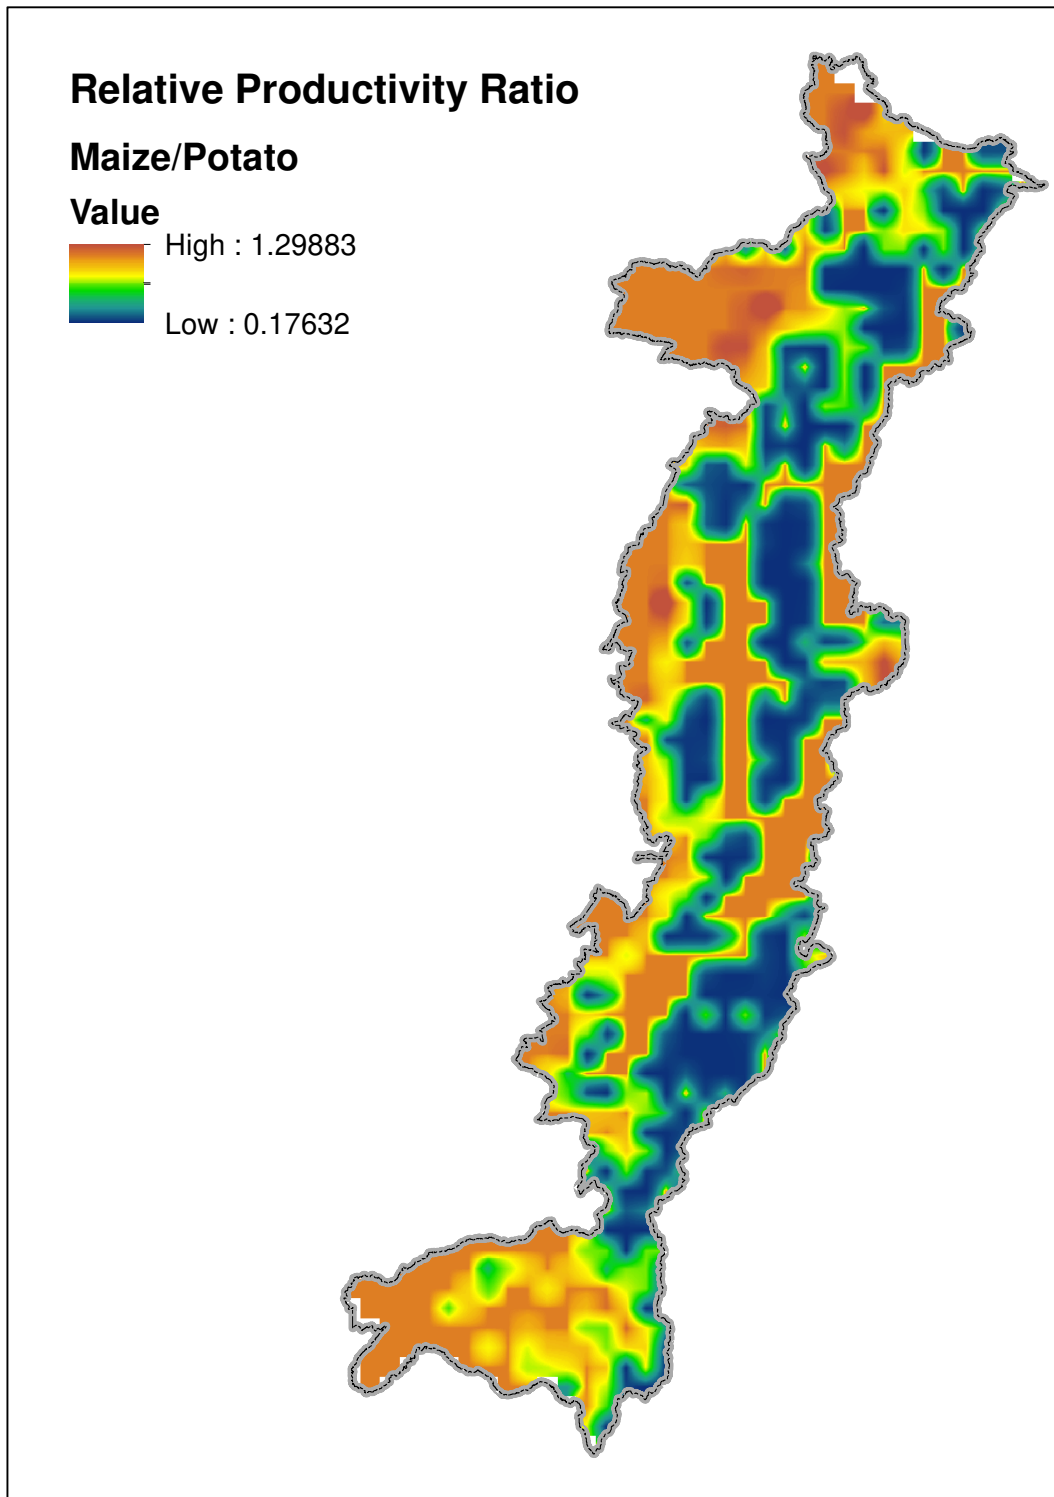 Relative Productivity Ratio
Maize/Potato
Value
High : 1.29883
Low : 0.17632